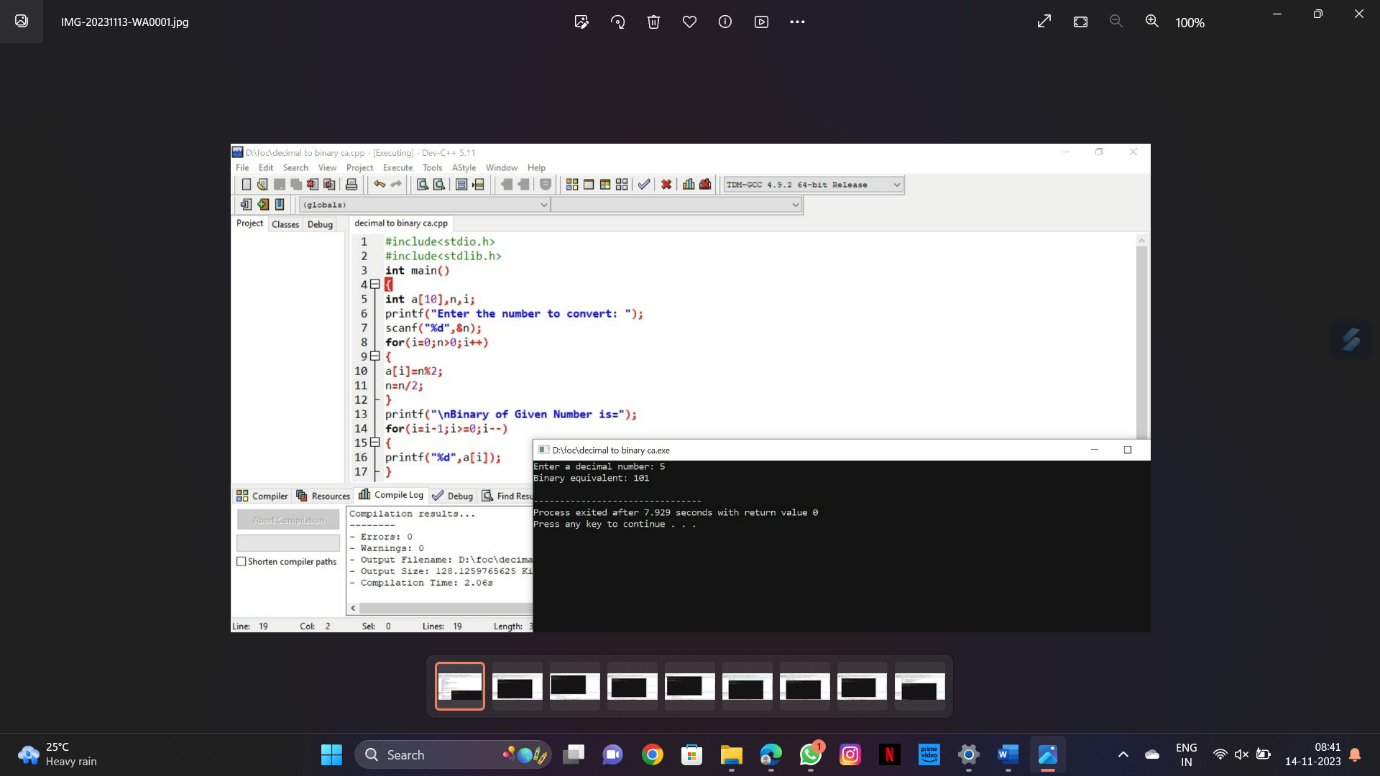 IMG-20231113-WA0001.jpg
100%
D:\foc\decimal to binary ca.cpp - [Executing] - Dev-C++ 5.11
File Edit Search View Project Execute Tools AStyle Window Help
TDM-GCC 4.9.2 64-bit Release
(globals)
Project Classes Debug
decimal to binary ca.cpp
1 #include<stdio.h>
2 #include<stdlib.h>
3 int main()
4 {
5 int a[10],n,i;
6 printf("Enter the number to convert: ");
7 scanf("%d",&n);
8 for(i=0;n>0;i++)
9 {
10 a[i]=n%2;
11 n=n/2;
12 }
13 printf("\nBinary of Given Number is=");
14 for(i=i-1;i>=0;i--)
15 {
16 printf("%d",a[i]);
17 }
D:\foc\decimal to binary ca.exe
Enter a decimal number: 5
Binary equivalent: 101
--------------------------------
Process exited after 7.929 seconds with return value 0
Press any key to continue . . .
Compiler Resources Compile Log Debug Find Resu
Abort Compilation
Shorten compiler paths
Compilation results...
--------
- Errors: 0
- Warnings: 0
- Output Filename: D:\foc\decima
- Output Size: 128.1259765625 Ki
- Compilation Time: 2.06s
Line: 19 Col: 2 Sel: 0 Lines: 19 Length: 3
25°C
Heavy rain
Search
prime video
1
ENG
IN
08:41
14-11-2023